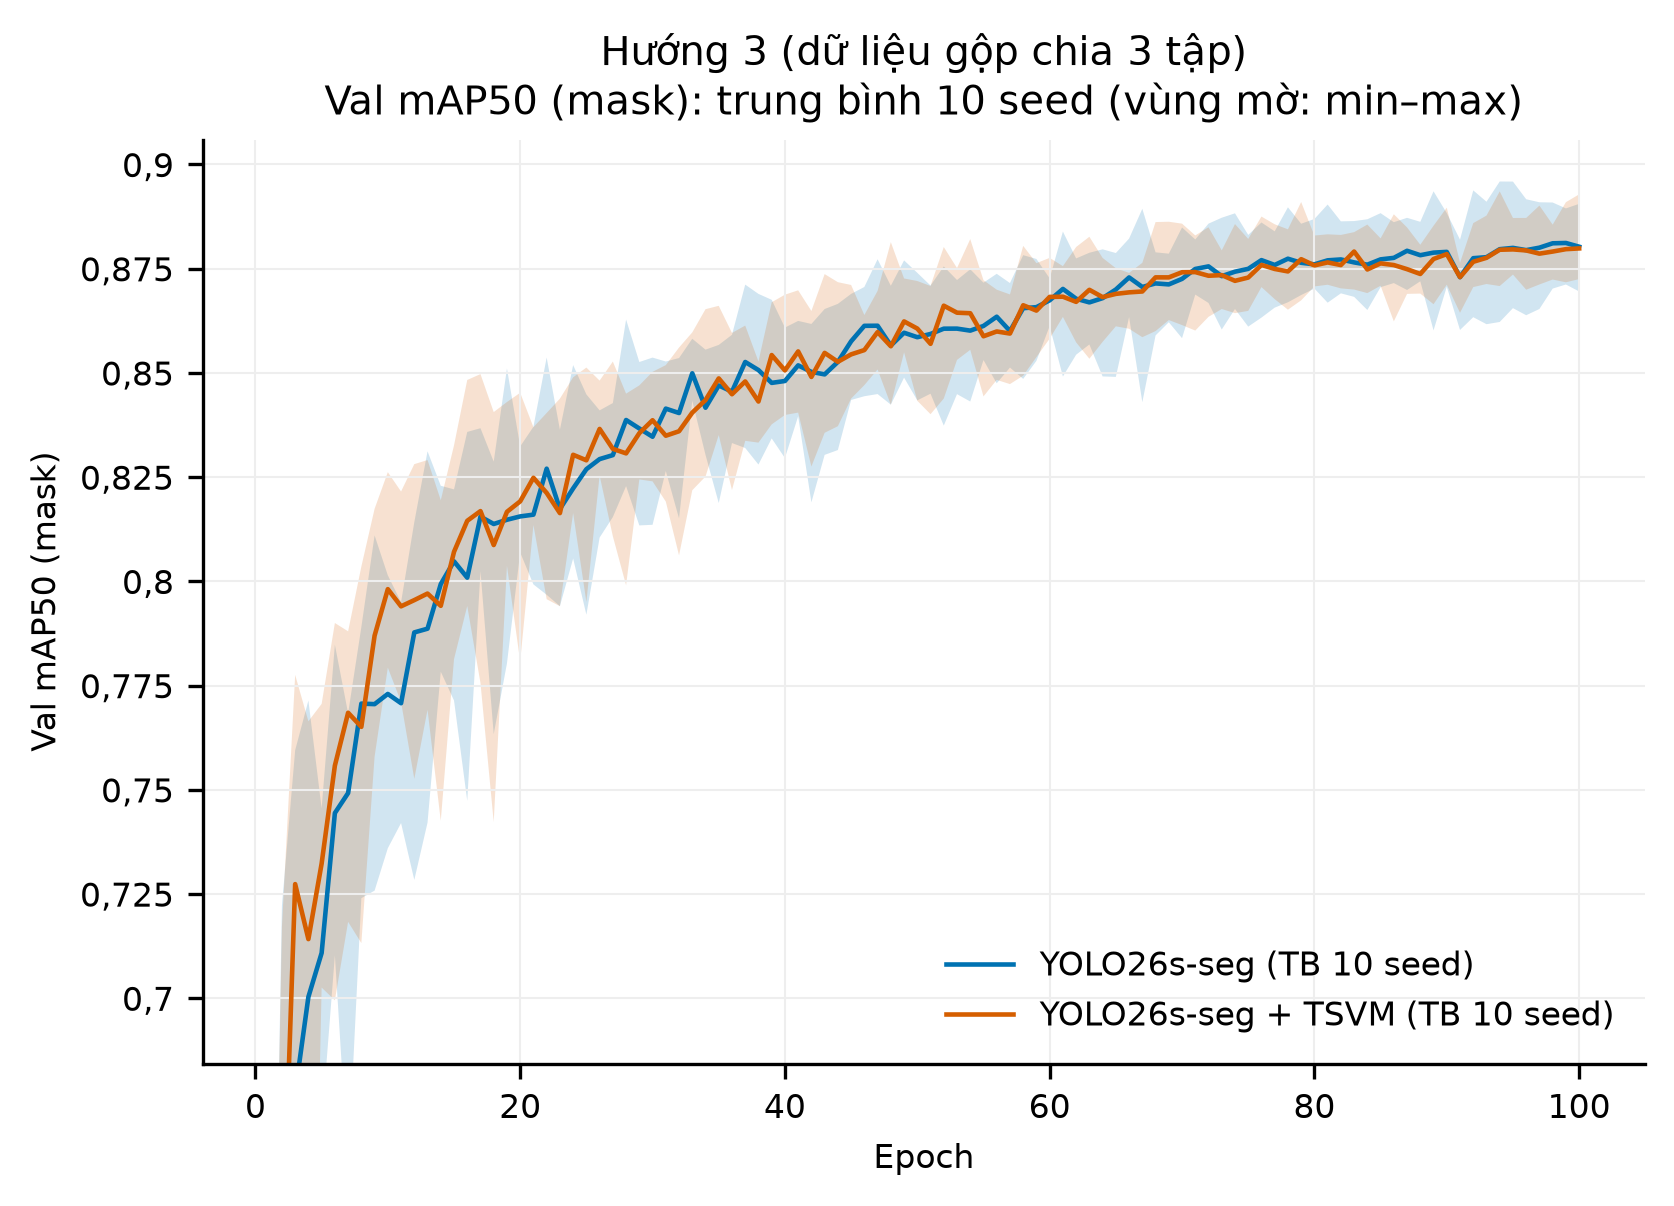 Hướng 3 (dữ liệu gộp chia 3 tập)
Val mAP50 (mask): trung bình 10 seed (vùng mờ: min–max)
Val mAP50 (mask)
0,9
0,875
0,85
0,825
0,8
0,775
0,75
0,725
0,7
YOLO26s-seg (TB 10 seed)
YOLO26s-seg + TSVM (TB 10 seed)
0 20 40 60 80 100
Epoch